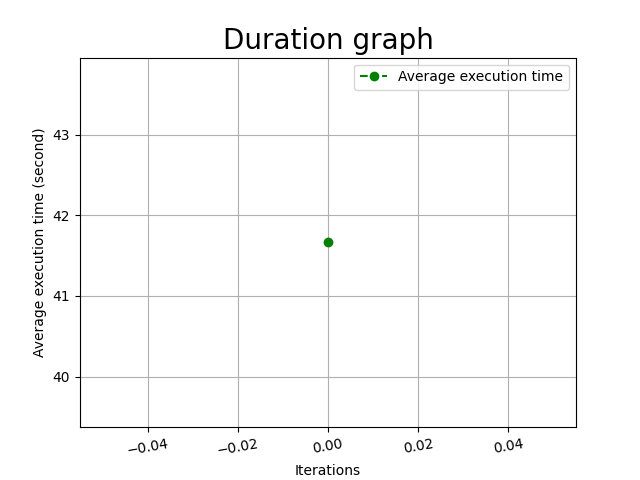 Duration graph
Average execution time
Average execution time (second)
43
42
41
40
−0.04
−0.02
0.00
0.02
0.04
Iterations